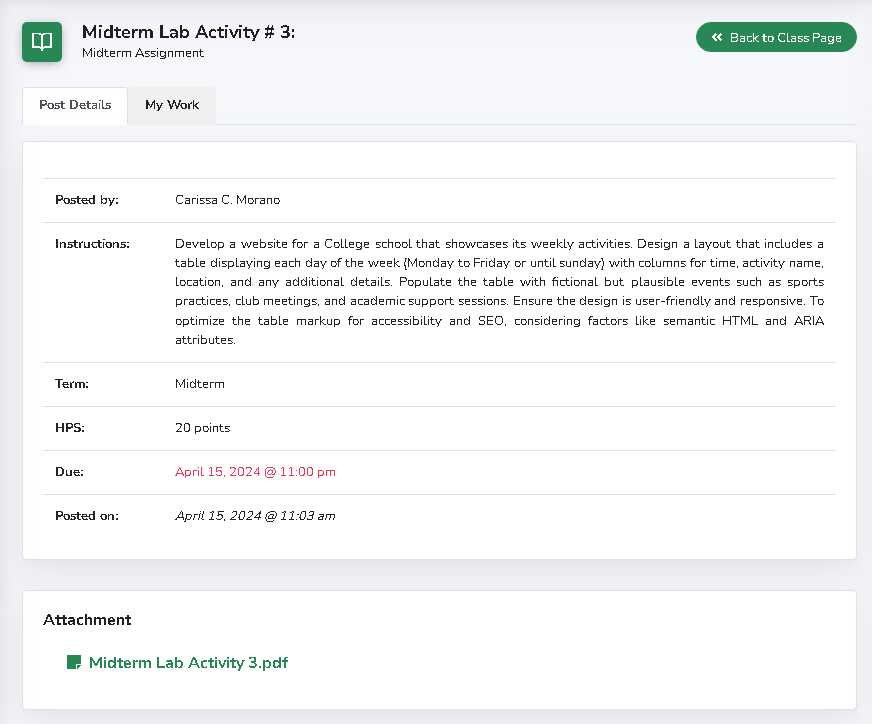 Midterm Lab Activity # 3:
Midterm Assignment
Back to Class Page
Post Details
My Work
Posted by: Carissa C. Morano
Instructions: Develop a website for a College school that showcases its weekly activities. Design a layout that includes a
table displaying each day of the week (Monday to Friday or until sunday) with columns for time, activity name,
location, and any additional details. Populate the table with fictional but plausible events such as sports
practices, club meetings, and academic support sessions. Ensure the design is user-friendly and responsive. To
optimize the table markup for accessibility and SEO, considering factors like semantic HTML and ARIA
attributes.
Term: Midterm
HPS: 20 points
Due: April 15, 2024 @ 11:00 pm
Posted on: April 15, 2024 @ 11:03 am
Attachment
Midterm Lab Activity 3.pdf